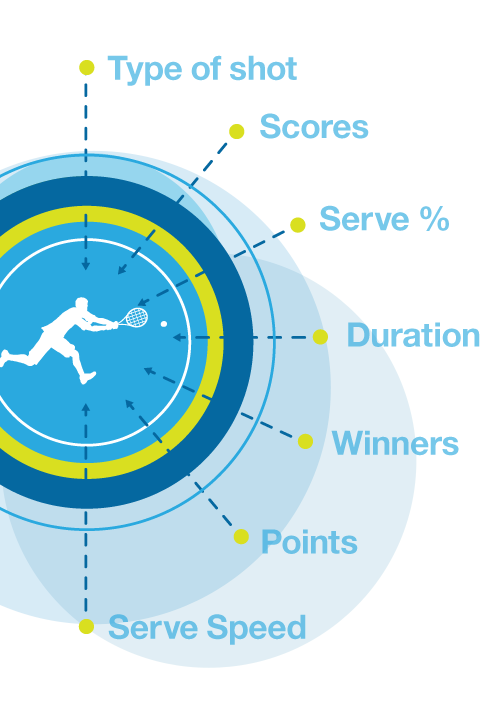 Type of shot
Scores
Serve %
Duration
Winners
Points
Serve Speed